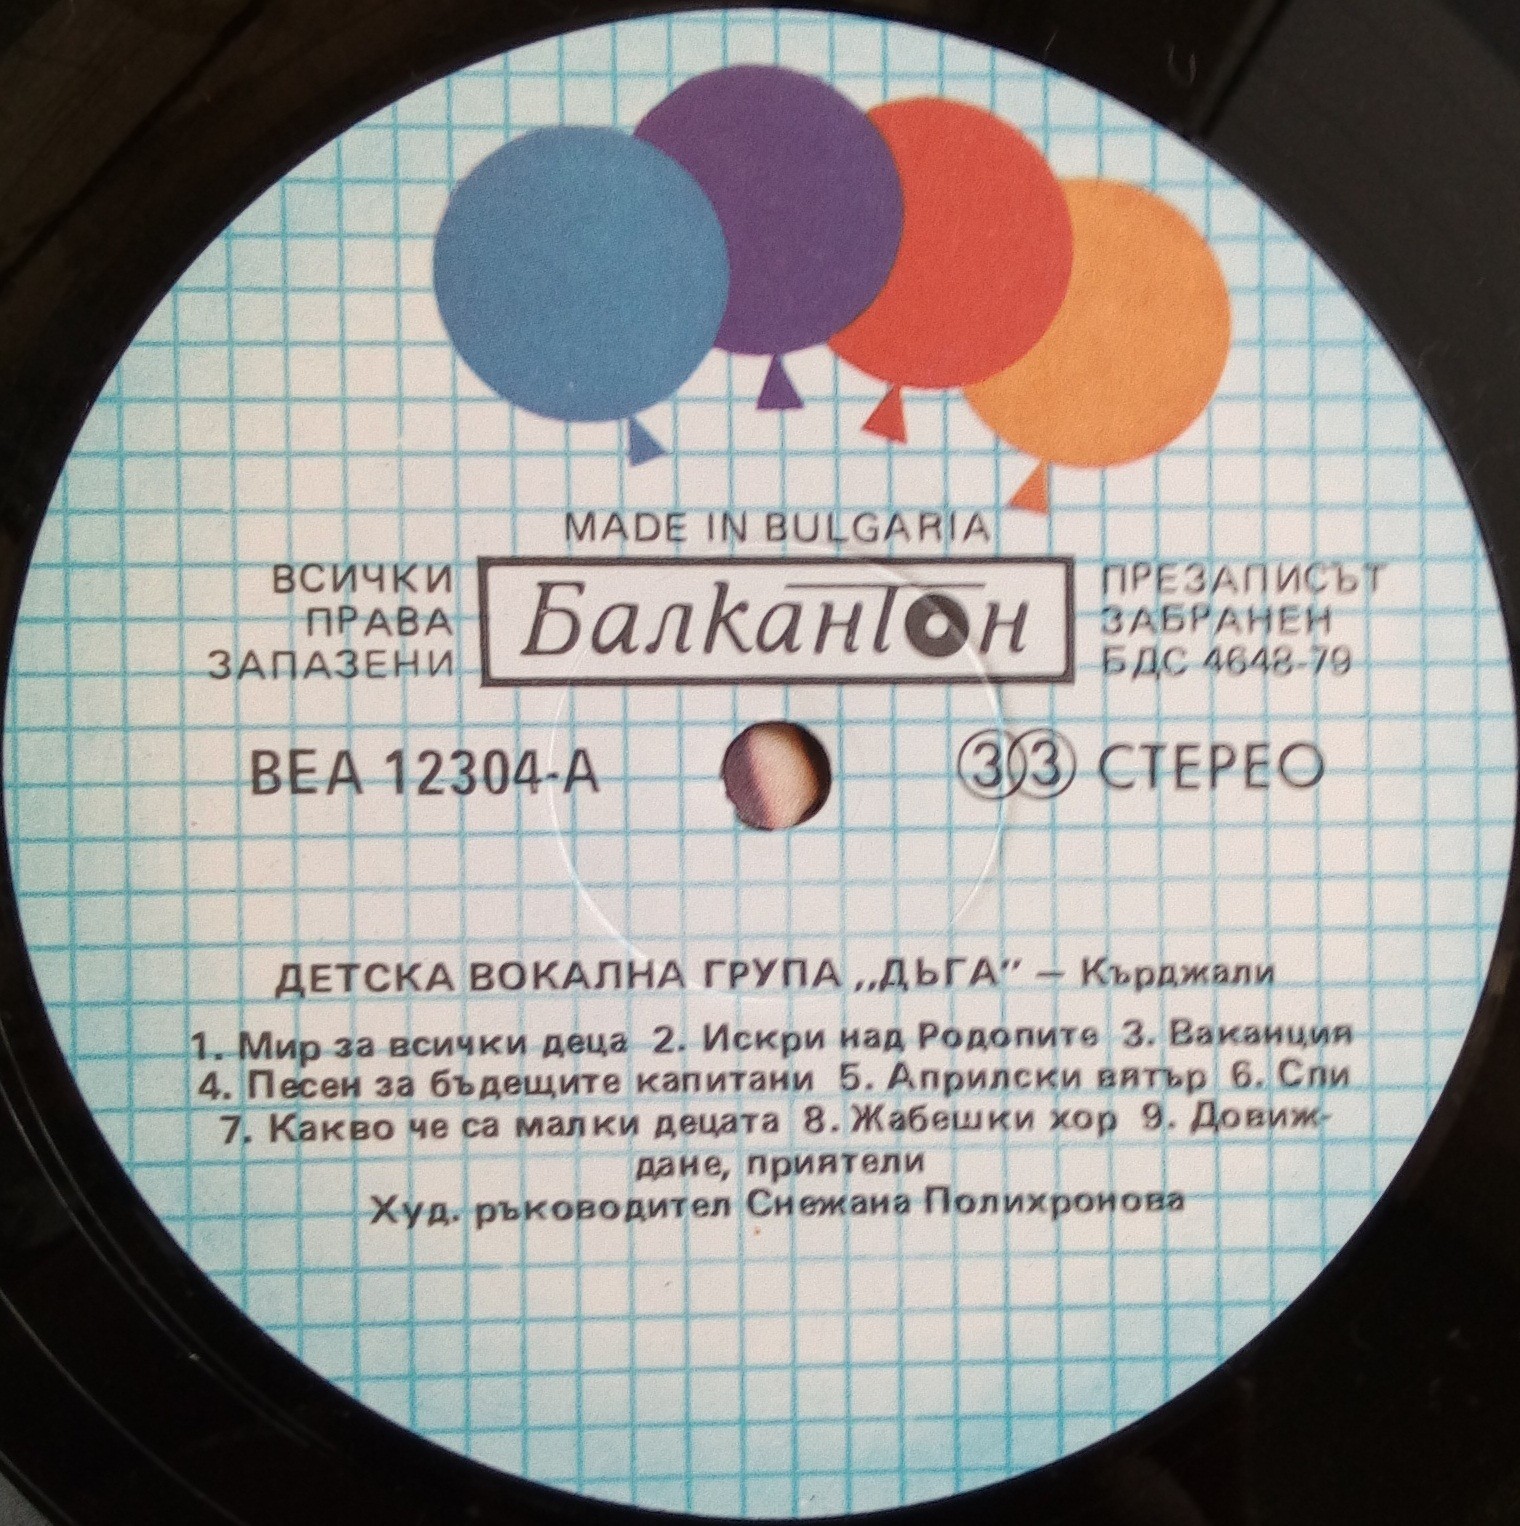 MADE IN BULGARIA
ВСИЧКИ
ПРАВА
ЗАПАЗЕНИ
Балкантон
ПРЕЗАПИСЪТ
ЗАБРАНЕН
БДС 4648-79
ВЕА 12304-А
33 СТЕРЕО
ДЕТСКА ВОКАЛНА ГРУПА „ДЪГА" – Кърджали
1. Мир за всички деца 2. Искри над Родопите 3. Ваканция
4. Песен за бъдещите капитани 5. Априлски вятър 6. Спи
7. Какво че са малки децата 8. Жабешки хор 9. Довиж-
дане, приятели
Худ. ръководител Снежана Полихронова